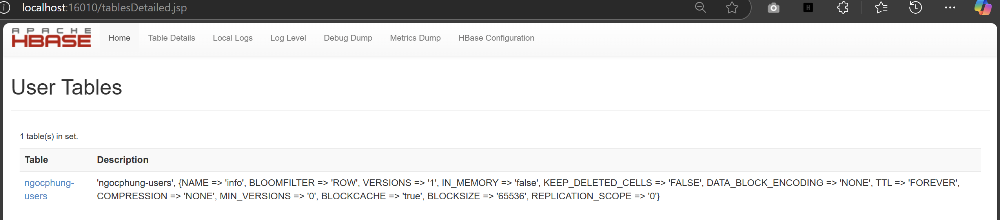 localhost:16010/tablesDetailed.jsp
APACHE
HBASE
Home Table Details Local Logs Log Level Debug Dump Metrics Dump HBase Configuration
User Tables
1 table(s) in set.
Table Description
ngocphung-users 'ngocphung-users', {NAME => 'info', BLOOMFILTER => 'ROW', VERSIONS => '1', IN_MEMORY => 'false', KEEP_DELETED_CELLS => 'FALSE', DATA_BLOCK_ENCODING => 'NONE', TTL => 'FOREVER',
COMPRESSION => 'NONE', MIN_VERSIONS => '0', BLOCKCACHE => 'true', BLOCKSIZE => '65536', REPLICATION_SCOPE => '0'}